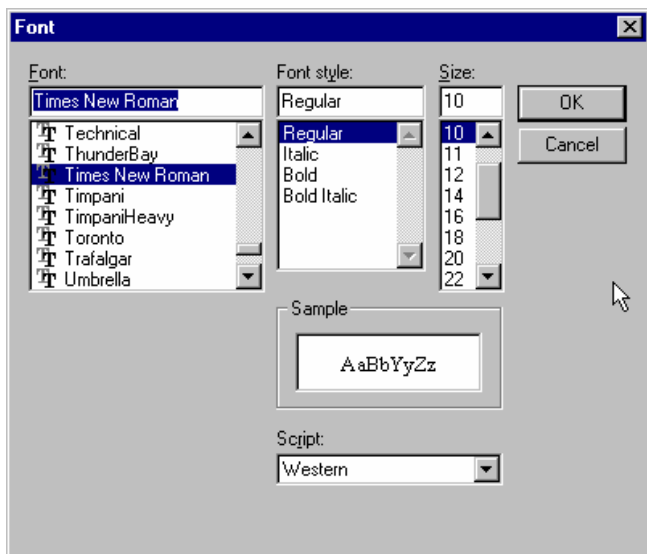 Font
Font:
Times New Roman
Technical
ThunderBay
Times New Roman
Timpani
TimpaniHeavy
Toronto
Trafalgar
Umbrella
Font style:
Regular
Regular
Italic
Bold
Bold Italic
Size:
10
10
11
12
14
16
18
20
22
OK
Cancel
Sample
AaBbYyZz
Script:
Western